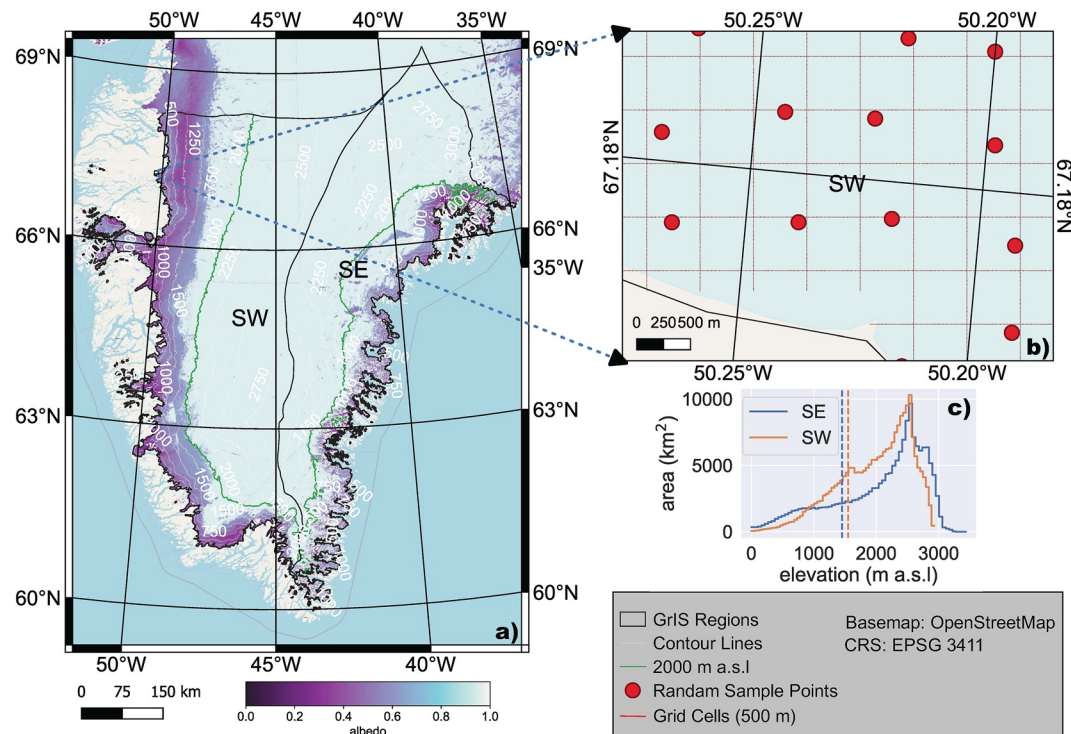 50°W 45°W 40°W 35°W
69°N
69°N
66°N
66°N
35°W
63°N
63°N
60°N
60°N
50°W 45°W 40°W
500
1250
2500
2500
2750
3000
2250
2250
2250
1000
1500
SE
SW
2750
1000
750
2000
1500
1500
750
500
1000
a)
50.25°W 50.20°W
67.18°N
67.18°N
SW
0 250 500 m
b)
50.25°W 50.20°W
c)
SE
SW
area (km²)
10000
5000
0
0 1000 2000 3000
elevation (m a.s.l)
0 75 150 km
0.0 0.2 0.4 0.6 0.8 1.0
albedo
GrIS Regions
Contour Lines
2000 m a.s.l
Randam Sample Points
Grid Cells (500 m)
Basemap: OpenStreetMap
CRS: EPSG 3411